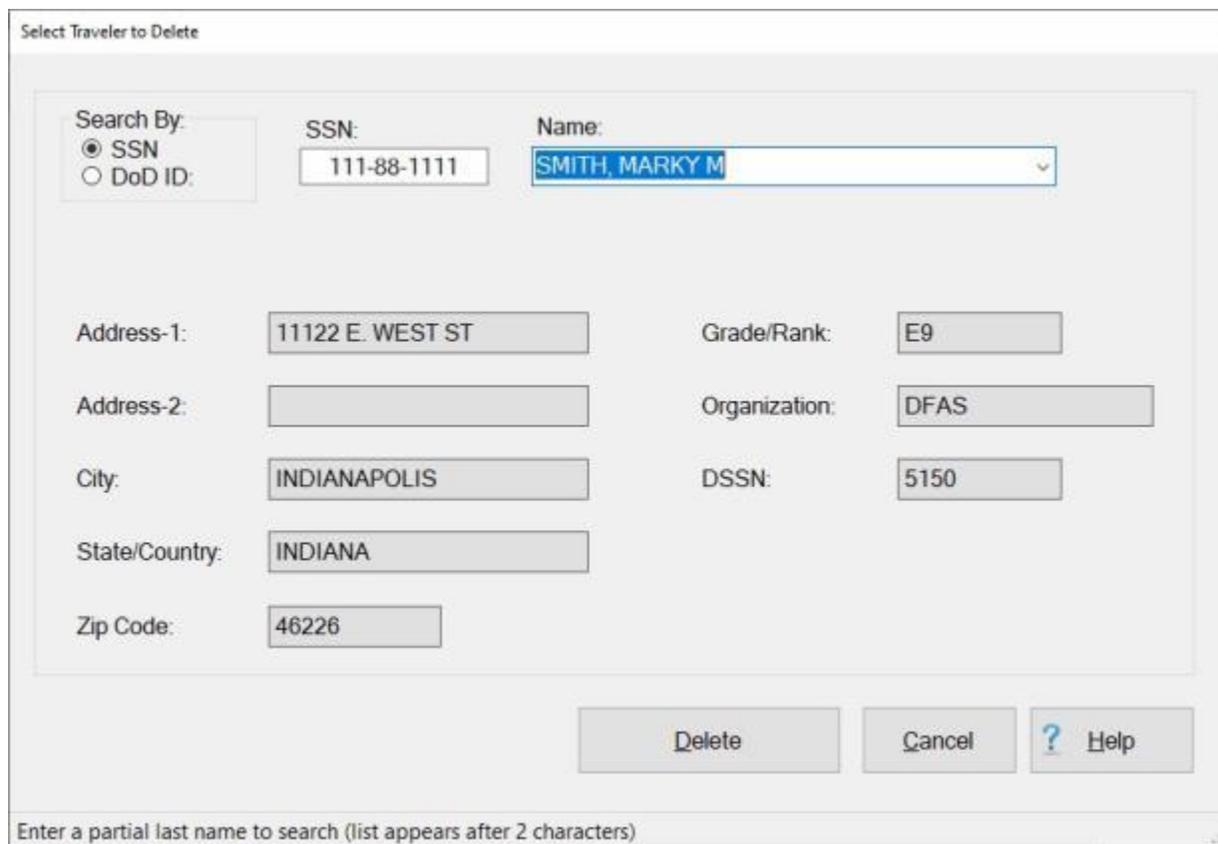 Select Traveler to Delete
Search By:
SSN
DoD ID:
SSN:
111-88-1111
Name:
SMITH, MARKY M
Address-1:
11122 E. WEST ST
Grade/Rank:
E9
Address-2:
Organization:
DFAS
City:
INDIANAPOLIS
DSSN:
5150
State/Country:
INDIANA
Zip Code:
46226
Delete
Cancel
? Help
Enter a partial last name to search (list appears after 2 characters)